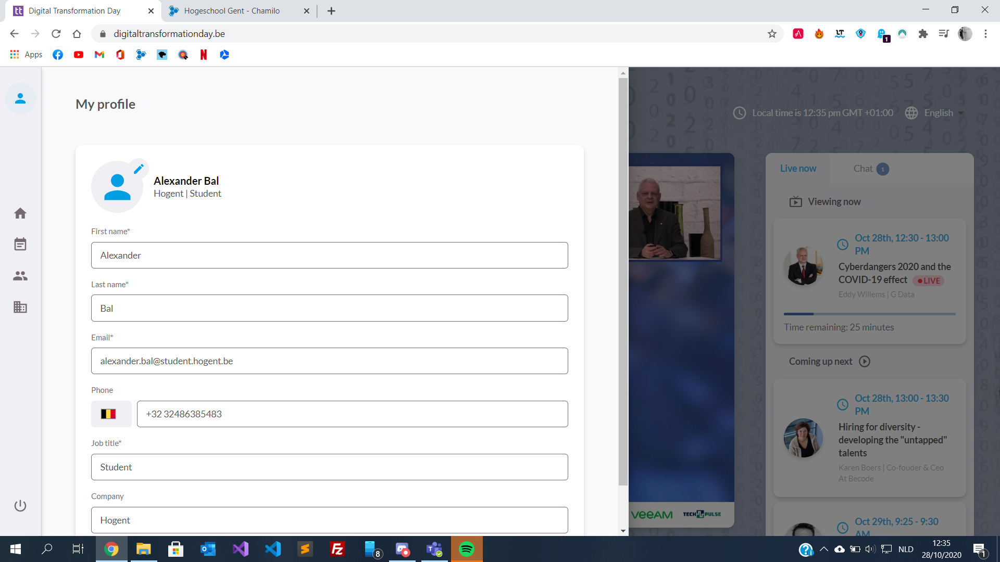 Digital Transformation Day
Hogeschool Gent - Chamilo
digitaltransformationday.be
1
Apps
My profile
Alexander Bal
Hogent | Student
First name*
Alexander
Last name*
Bal
Email*
alexander.bal@student.hogent.be
Phone
+32 32486385483
Job title*
Student
Company
Hogent
Local time is 12:35 pm GMT +01:00
English
Live now
Chat 1
Viewing now
Oct 28th, 12:30 - 13:00
PM
Cyberdangers 2020 and the
COVID-19 effect LIVE
Eddy Willems | G Data
Time remaining: 25 minutes
Coming up next
Oct 28th, 13:00 - 13:30
PM
Hiring for diversity -
developing the "untapped"
talents
Karen Boers | Co-fouder & Ceo
At Becode
Oct 29th, 9:25 - 9:30
AM
veeAM
TECH PULSE
8
NLD
12:35
28/10/2020
1